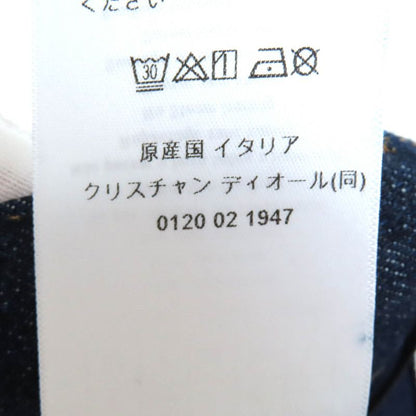 ください
30
原産国 イタリア
クリスチャン ディオール(同)
0120 02 1947